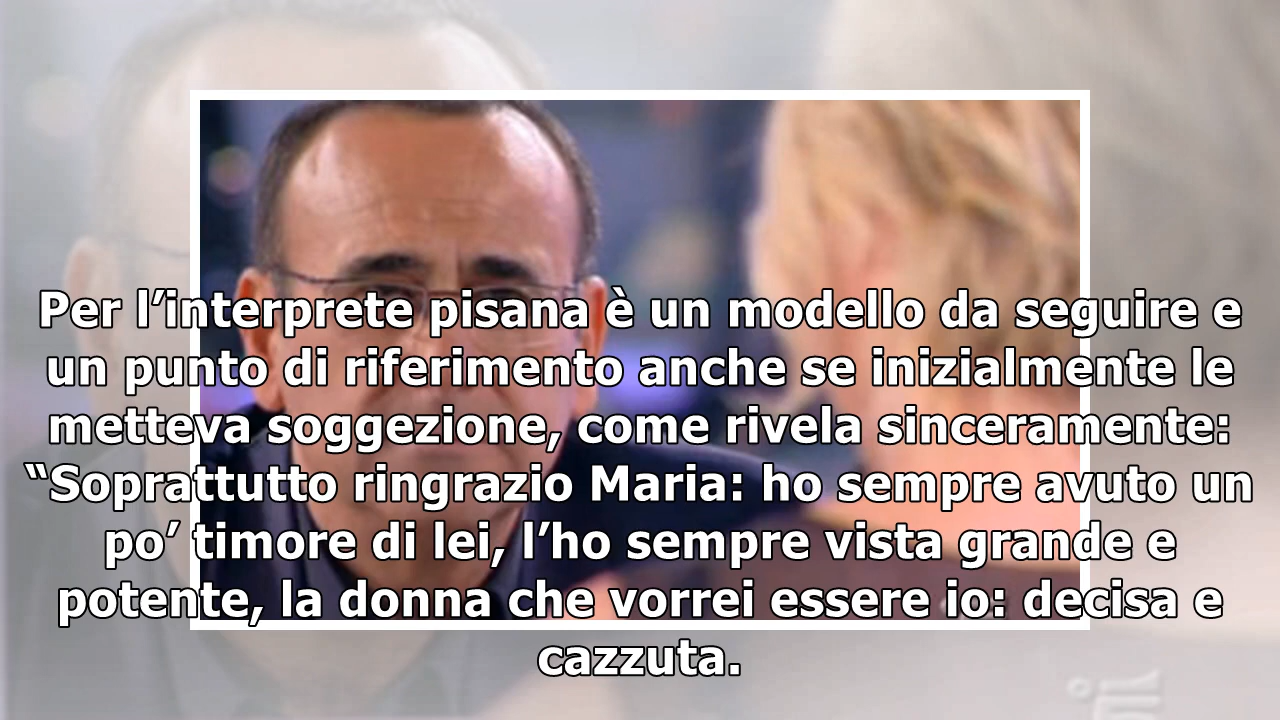 Per l’interprete pisana è un modello da seguire e
un punto di riferimento anche se inizialmente le
metteva soggezione, come rivela sinceramente:
“Soprattutto ringrazio Maria: ho sempre avuto un
po’ timore di lei, l’ho sempre vista grande e
potente, la donna che vorrei essere io: decisa e
cazzuta.